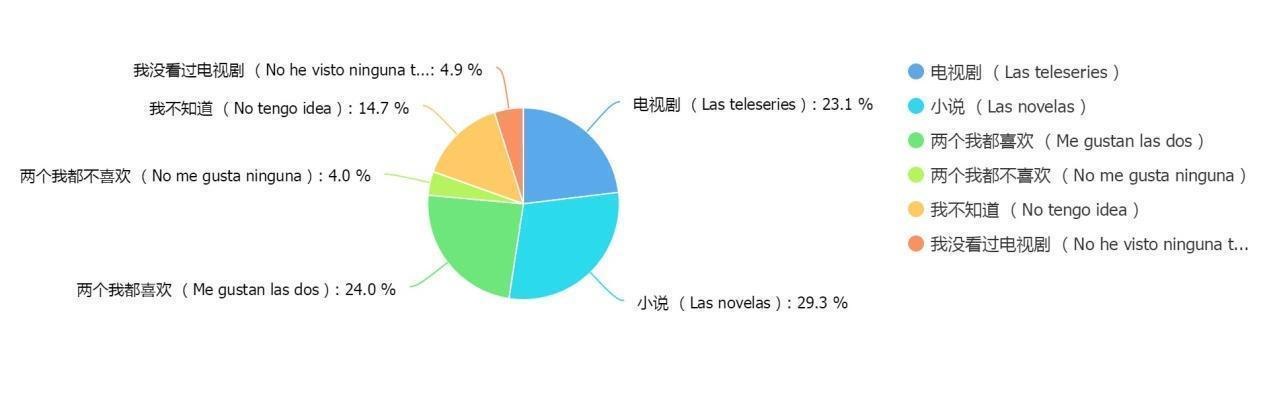 我没看过电视剧 （ No he visto ninguna t...: 4.9 %
我不知道 （ No tengo idea ) : 14.7 %
电视剧 （ Las teleseries ) : 23.1 %
两个我都不喜欢 （ No me gusta ninguna ) : 4.0 %
两个我都喜欢 （ Me gustan las dos ) : 24.0 %
小说 （ Las novelas ) : 29.3 %
电视剧 （ Las teleseries ）
小说 （ Las novelas ）
两个我都喜欢 （ Me gustan las dos ）
两个我都不喜欢 （ No me gusta ninguna ）
我不知道 （ No tengo idea ）
我没看过电视剧 （ No he visto ninguna t...